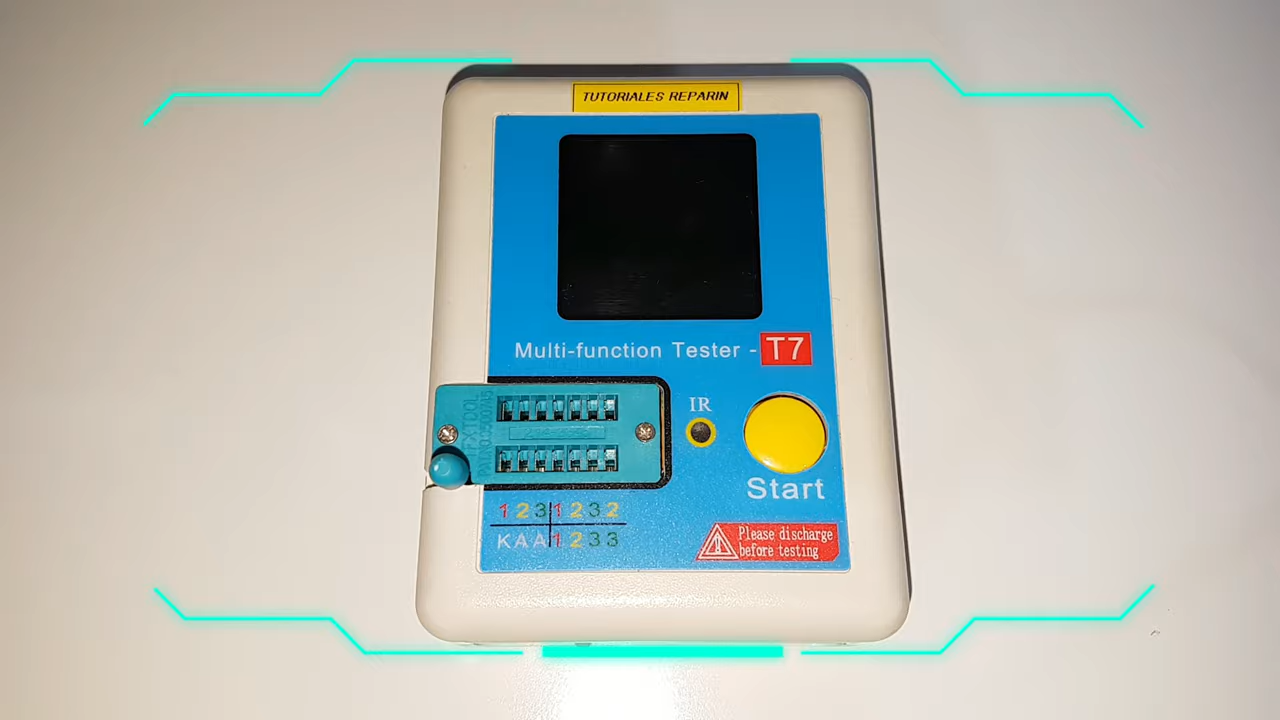 TUTORIALES REPARIN
Multi-function Tester - T7
IR
Start
1 2 3 1 2 3 2
K A A 1 2 3 3
Please discharge
before testing